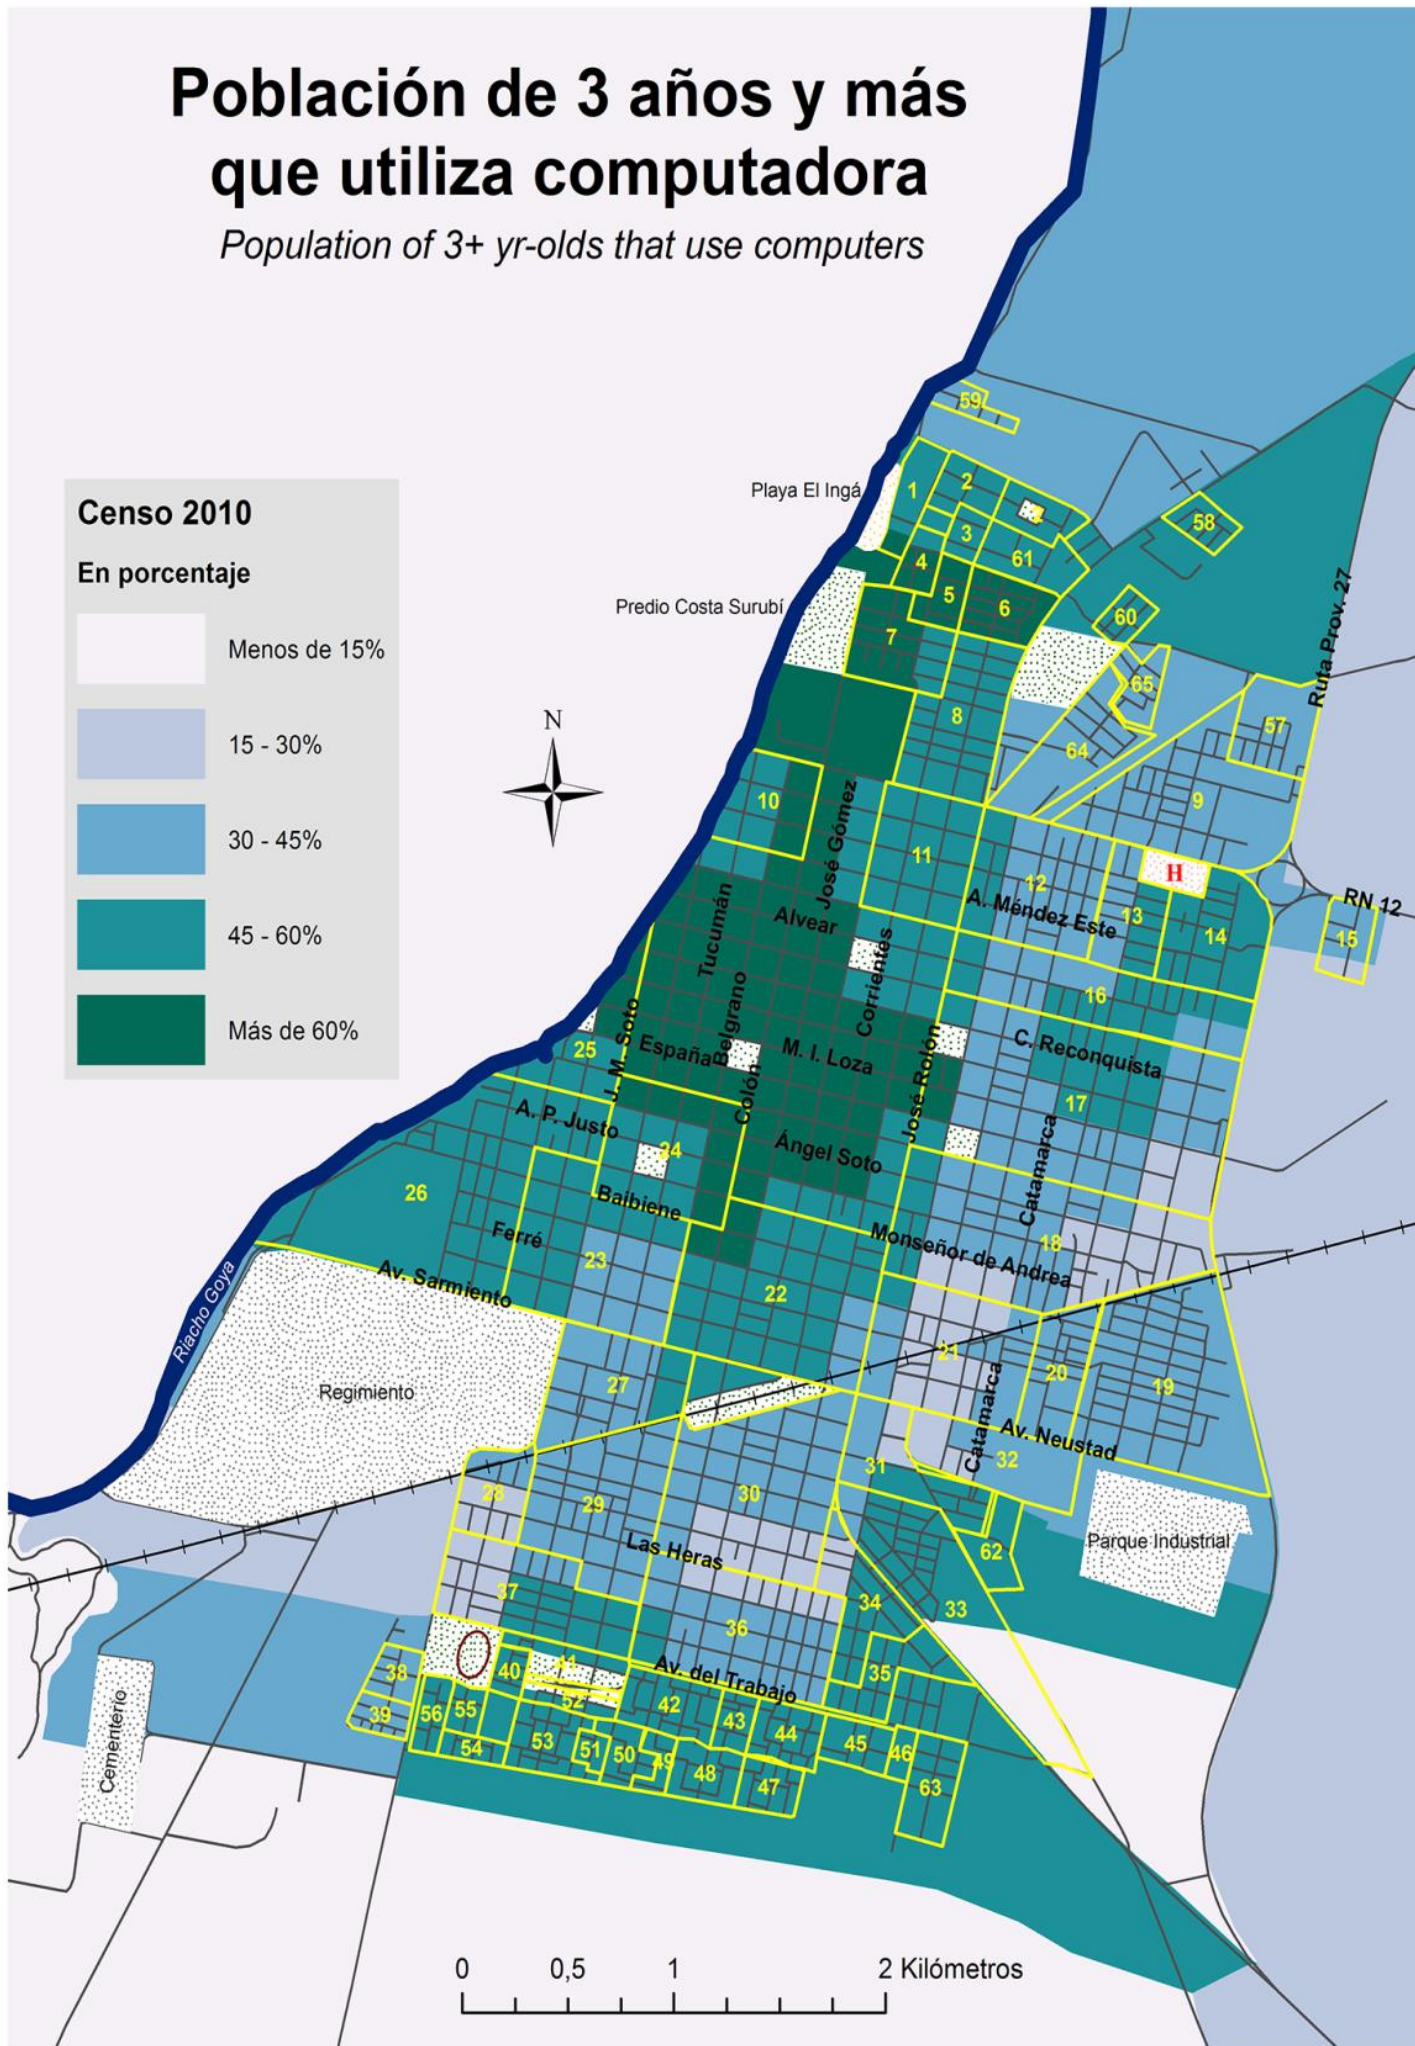 Población de 3 años y más
que utiliza computadora
Population of 3+ yr-olds that use computers
Censo 2010
En porcentaje
Menos de 15%
15 - 30%
30 - 45%
45 - 60%
Más de 60%
N
Playa El Ingá
Predio Costa Surubí
Ruta Prov. 27
RN 12
H
José Gómez
A. Méndez Este
Alvear
Tucumán
Corrientes
Belgrano
J. M. Soto
España
M. I. Loza
José Rolón
C. Reconquista
Colón
A. P. Justo
Ángel Soto
Catamarca
Baibiene
Ferré
Monseñor de Andrea
Av. Sarmiento
Riacho Goya
Regimiento
Catamarca
Av. Neustad
Parque Industrial
Las Heras
Av. del Trabajo
Cementerio
59
1
2
3
61
58
4
5
6
60
7
65
8
64
57
10
9
11
12
13
14
15
16
25
17
24
26
18
23
22
21
20
19
27
32
31
28
29
30
62
37
34
33
36
38
40
41
35
39
56
55
52
42
43
44
45
46
54
53
51
50
49
48
47
63
0
0,5
1
2 Kilómetros